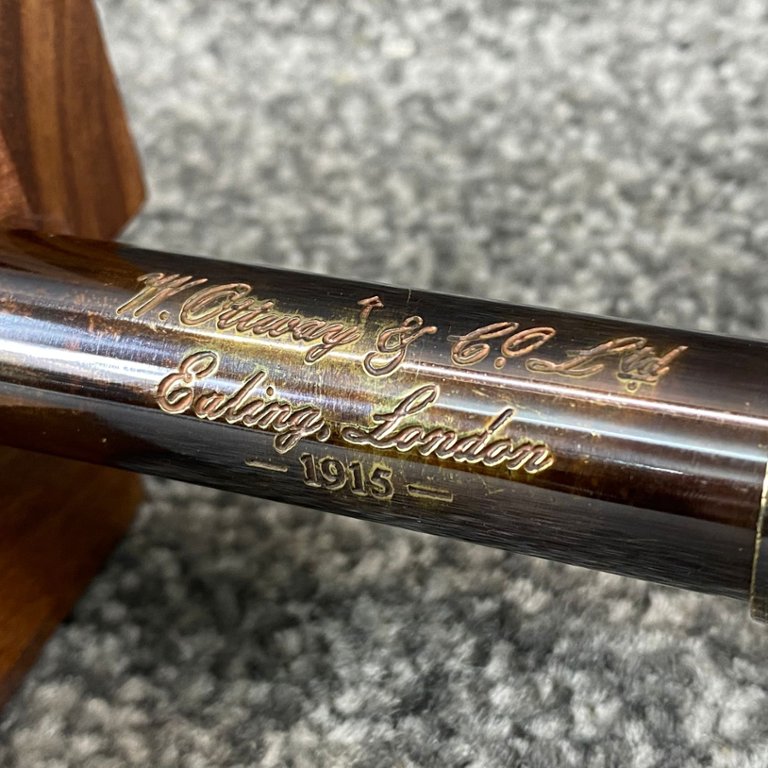 W. Ottway & Co. Ltd
Ealing, London
— 1915 —